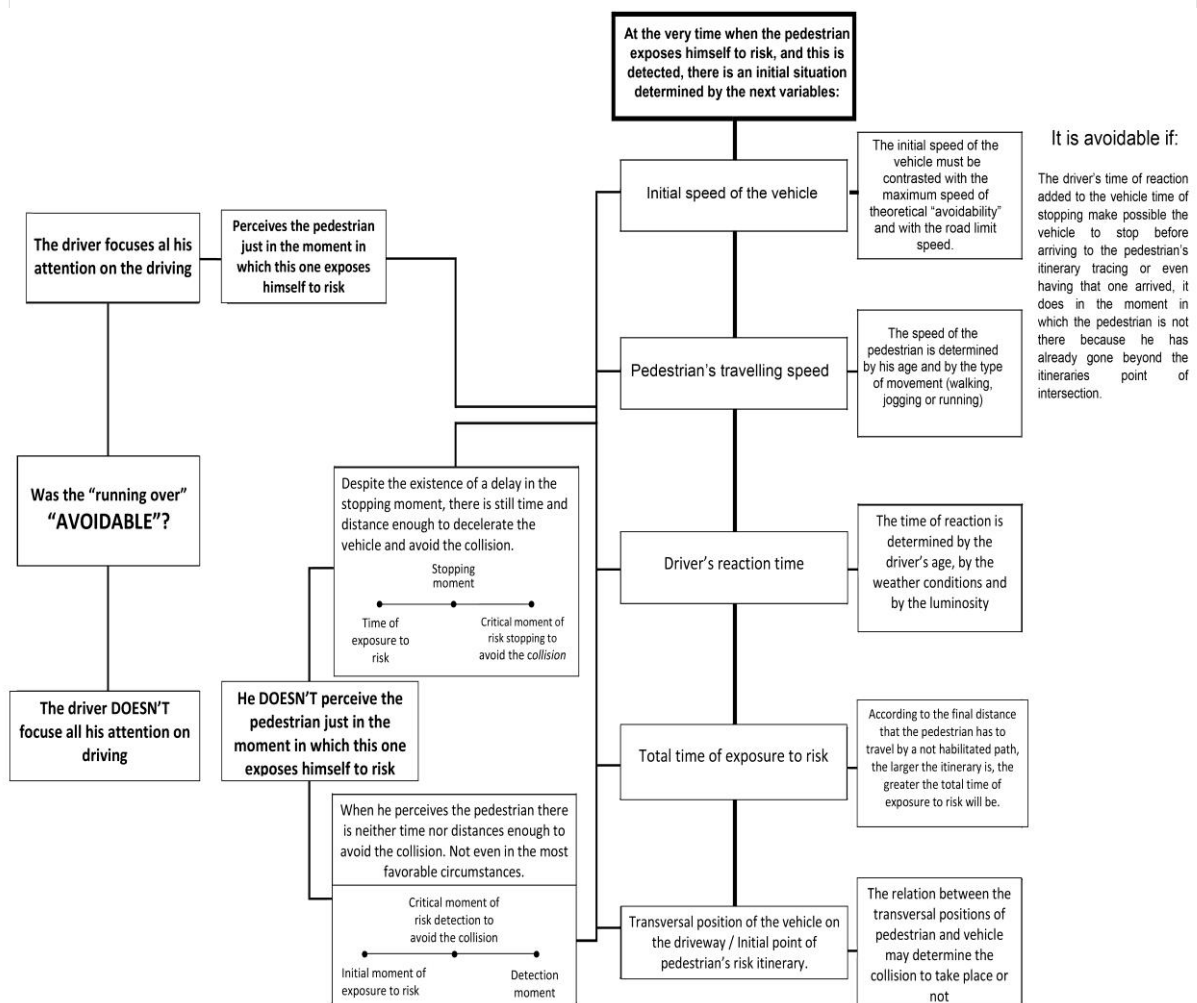 At the very time when the pedestrian
exposes himself to risk, and this is
detected, there is an initial situation
determined by the next variables:
The driver focuses al his
attention on the driving
Perceives the pedestrian
just in the moment in
which this one exposes
himself to risk
Was the “running over”
“AVOIDABLE”?
The driver DOESN’T
focuse all his attention on
driving
He DOESN’T perceive the
pedestrian just in the
moment in which this one
exposes himself to risk
Despite the existence of a delay in the
stopping moment, there is still time and
distance enough to decelerate the
vehicle and avoid the collision.
Stopping
moment
Time of
exposure to
risk
Critical moment of
risk stopping to
avoid the collision
When he perceives the pedestrian there
is neither time nor distances enough to
avoid the collision. Not even in the most
favorable circumstances.
Critical moment of
risk detection to
avoid the collision
Initial moment of
exposure to risk
Detection
moment
Initial speed of the vehicle
The initial speed of the
vehicle must be
contrasted with the
maximum speed of
theoretical “avoidability”
and with the road limit
speed.
Pedestrian’s travelling speed
The speed of the
pedestrian is determined
by his age and by the type
of movement (walking,
jogging or running)
Driver’s reaction time
The time of reaction is
determined by the
driver’s age, by the
weather conditions and
by the luminosity
Total time of exposure to risk
According to the final distance
that the pedestrian has to
travel by a not habilitated path,
the larger the itinerary is, the
greater the total time of
exposure to risk will be.
Transversal position of the vehicle on
the driveway / Initial point of
pedestrian’s risk itinerary.
The relation between the
transversal positions of
pedestrian and vehicle
may determine the
collision to take place or
not
It is avoidable if:
The driver’s time of reaction
added to the vehicle time of
stopping make possible the
vehicle to stop before
arriving to the pedestrian’s
itinerary tracing or even
having that one arrived, it
does in the moment in
which the pedestrian is not
there because he has
already gone beyond the
itineraries point of
intersection.